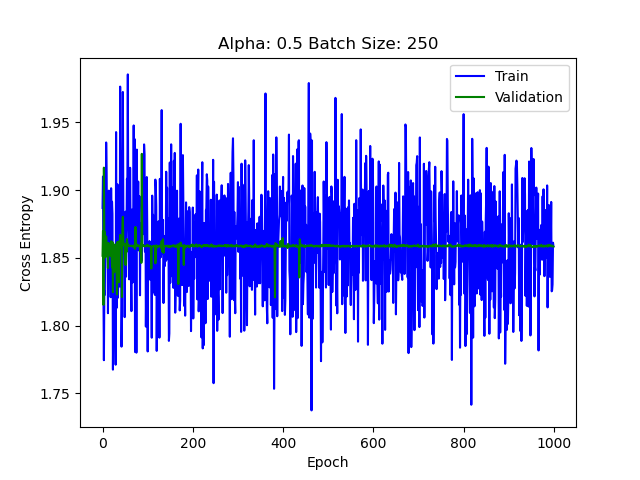 Alpha: 0.5 Batch Size: 250
Train
Validation
1.95
1.90
1.85
1.80
1.75
Cross Entropy
0 200 400 600 800 1000
Epoch